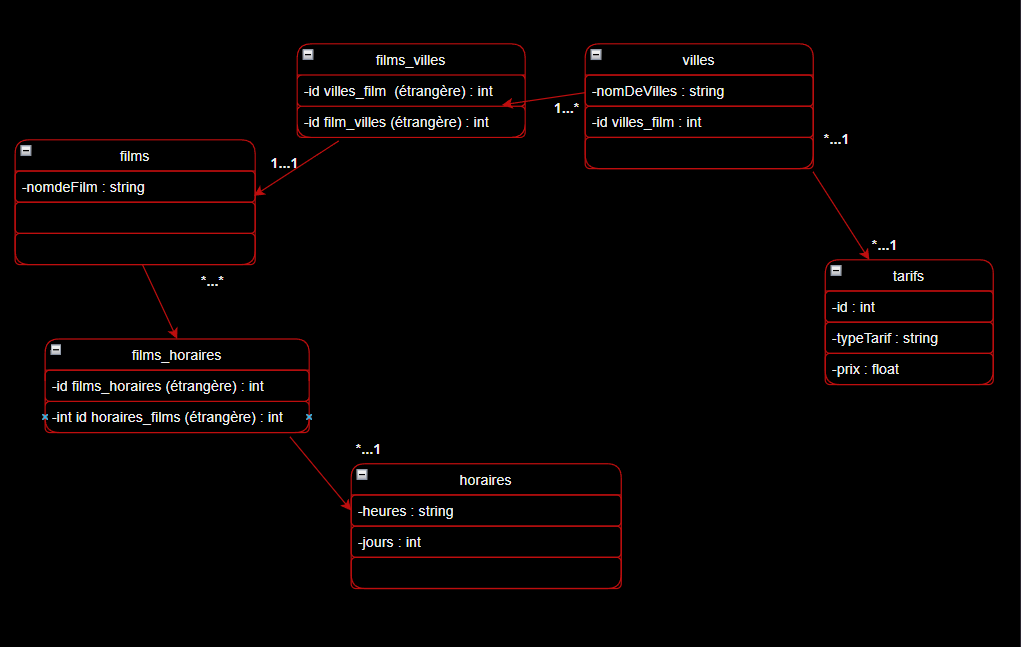 films_villes
-id villes_film (étrangère) : int
-id film_villes (étrangère) : int
villes
-nomDeVilles : string
-id villes_film : int
1...*
*...1
films
-nomdeFilm : string
1...1
*...*
*...1
tarifs
-id : int
-typeTarif : string
-prix : float
films_horaires
-id films_horaires (étrangère) : int
-int id horaires_films (étrangère) : int
*...1
horaires
-heures : string
-jours : int